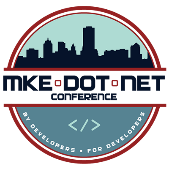 MKE▫DOT▫NET
CONFERENCE
</>
BY DEVELOPERS • FOR DEVELOPERS